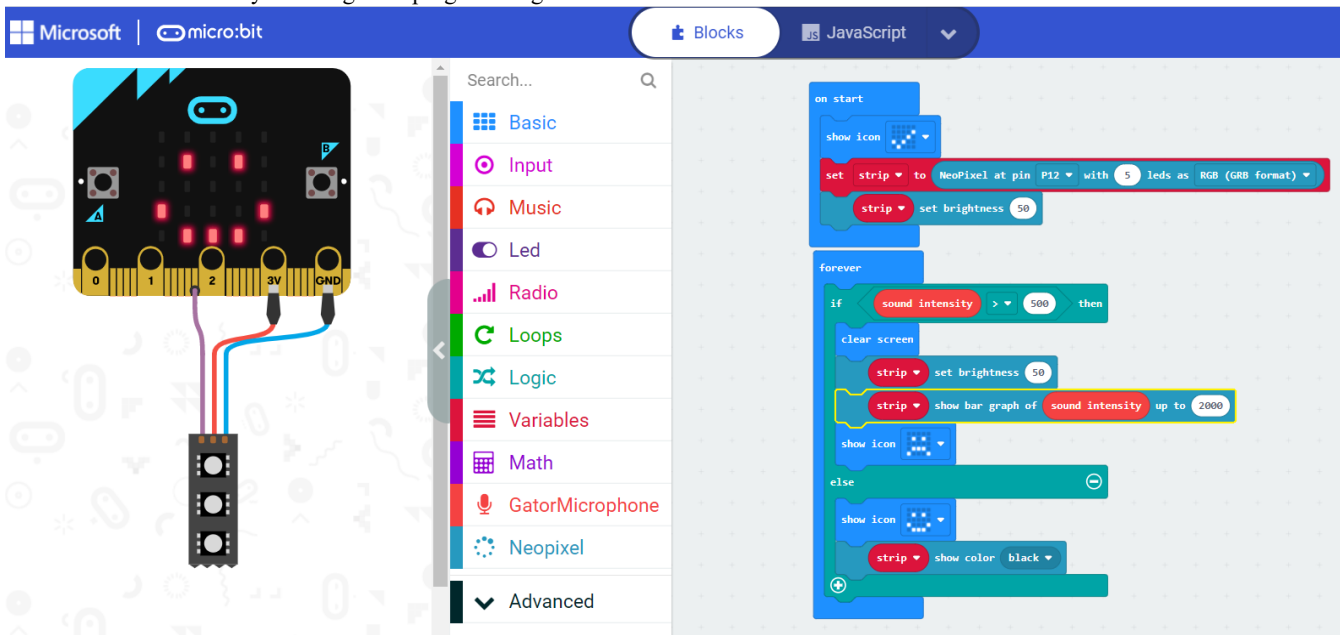 Microsoft micro:bit Blocks JS JavaScript
A
B
0 1 2 3V GND
Search...
Basic
Input
Music
Led
Radio
Loops
Logic
Variables
Math
GatorMicrophone
Neopixel
Advanced
on start
show icon
set strip to NeoPixel at pin P12 with 5 leds as RGB (GRB format)
strip set brightness 50
forever
if sound intensity > 500 then
clear screen
strip set brightness 50
strip show bar graph of sound intensity up to 2000
show icon
else
show icon
strip show color black